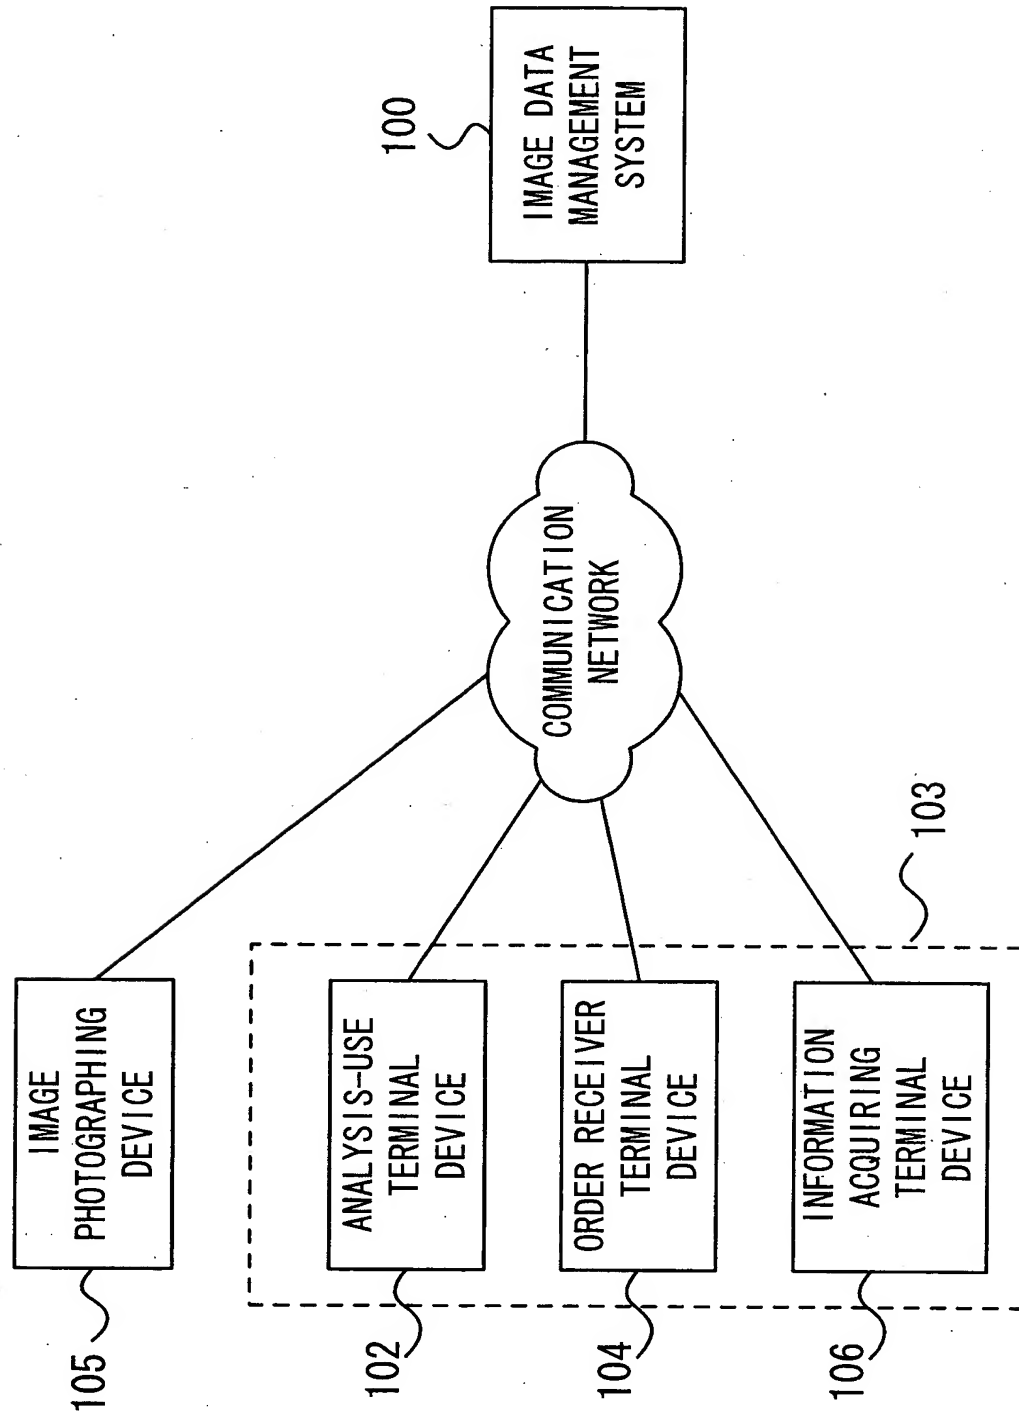 105
IMAGE
PHOTOGRAPHING
DEVICE
102
ANALYSIS-USE
TERMINAL
DEVICE
104
ORDER RECEIVER
TERMINAL
DEVICE
106
INFORMATION
ACQUIRING
TERMINAL
DEVICE
103
COMMUNICATION
NETWORK
100
IMAGE DATA
MANAGEMENT
SYSTEM